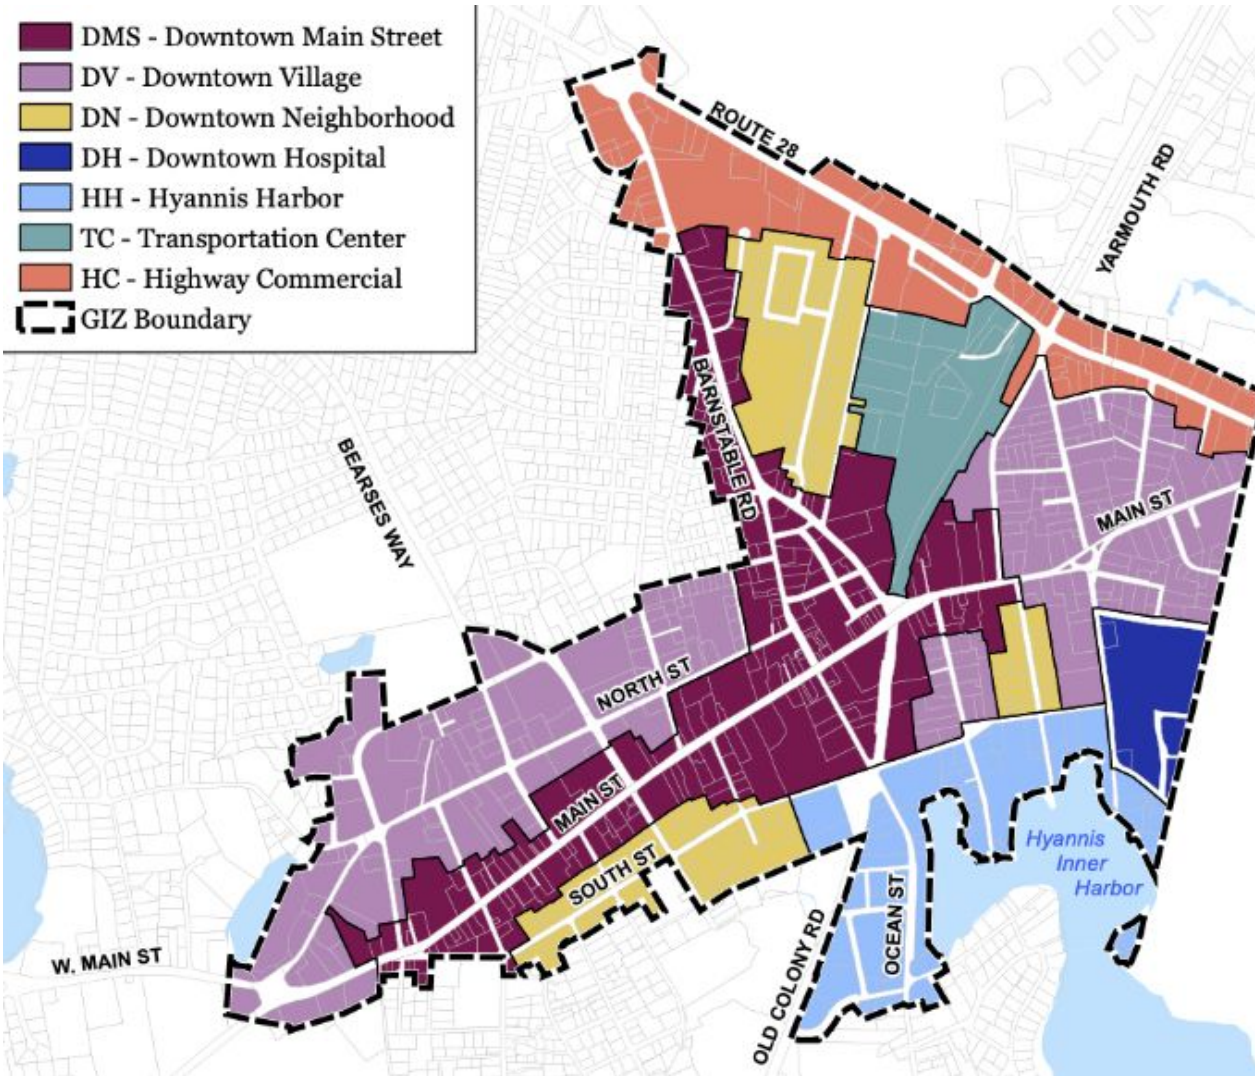 DMS - Downtown Main Street
DV - Downtown Village
DN - Downtown Neighborhood
DH - Downtown Hospital
HH - Hyannis Harbor
TC - Transportation Center
HC - Highway Commercial
GIZ Boundary
ROUTE 28
YARMOUTH RD
BARNSTABLE RD
BEARSES WAY
MAIN ST
NORTH ST
MAIN ST
SOUTH ST
Hyannis
Inner
Harbor
OCEAN ST
W. MAIN ST
OLD COLONY RD